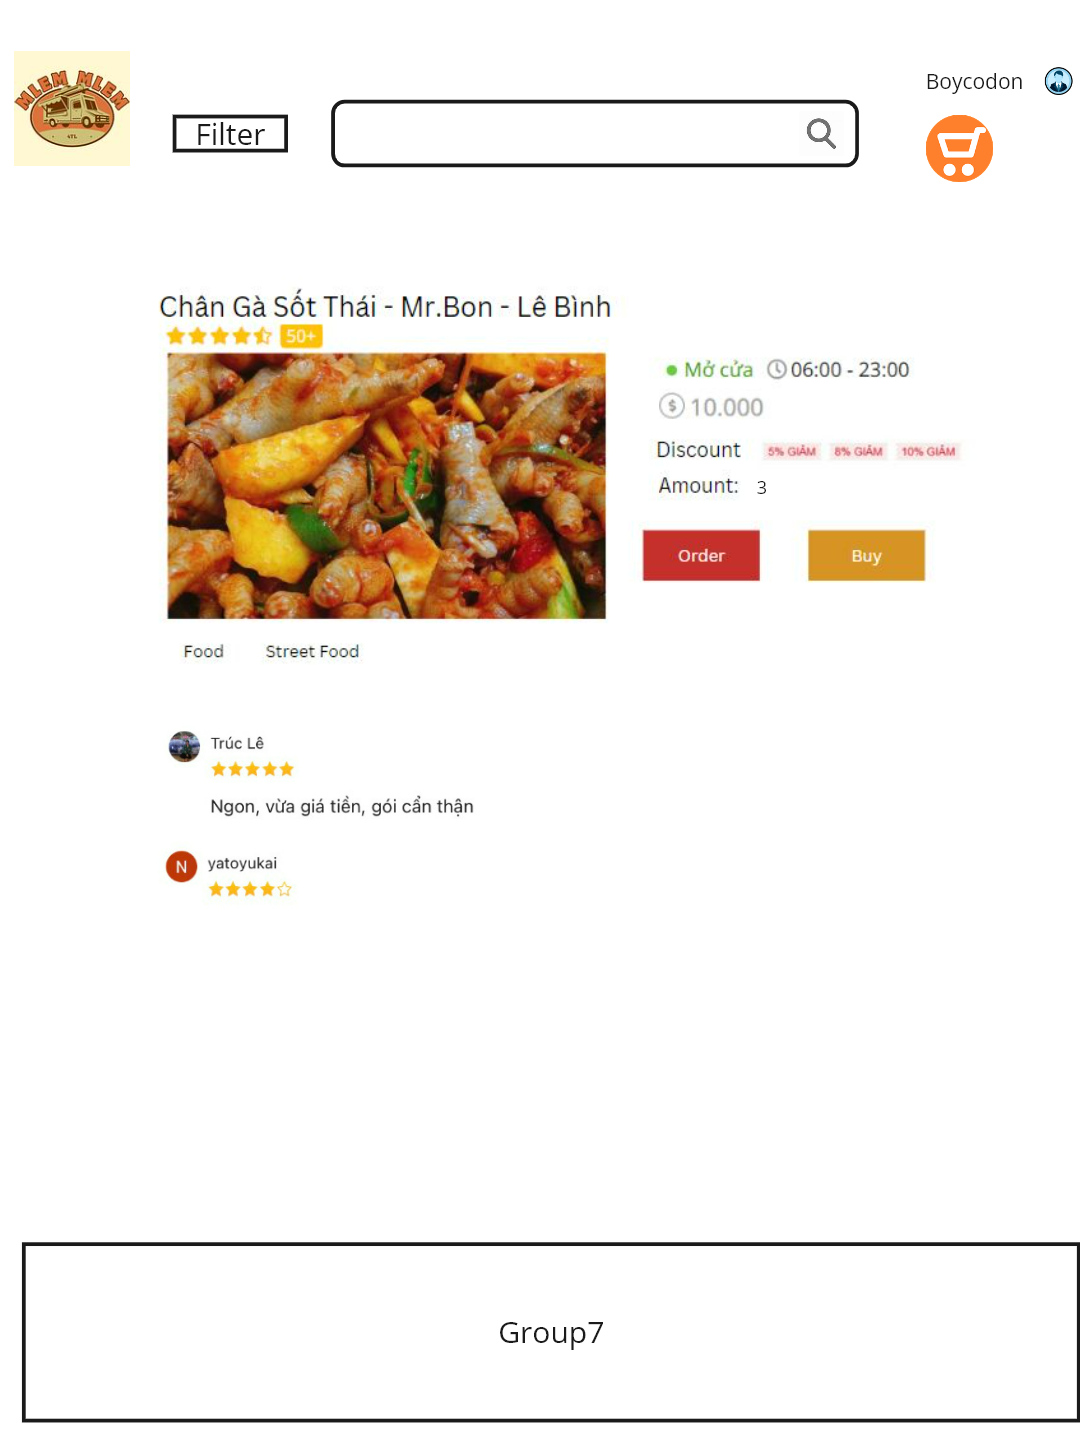 MLEM MLEM
4TL
Filter
Boycodon
Chân Gà Sốt Thái - Mr.Bon - Lê Bình
50+
Mở cửa 06:00 - 23:00
$ 10.000
Discount 5% GIẢM 8% GIẢM 10% GIẢM
Amount: 3
Order Buy
Food Street Food
Trúc Lê
Ngon, vừa giá tiền, gói cẩn thận
N yatoyukai
Group7